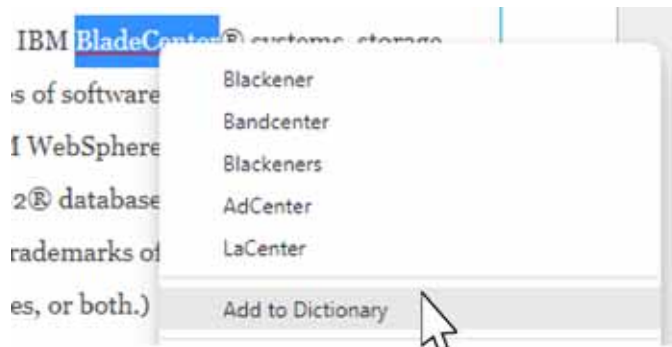 IBM BladeCenter® systems, storage
s of software
M WebSphere
2® database
rademarks of
es, or both.)
Blackener
Bandcenter
Blackeners
AdCenter
LaCenter
Add to Dictionary